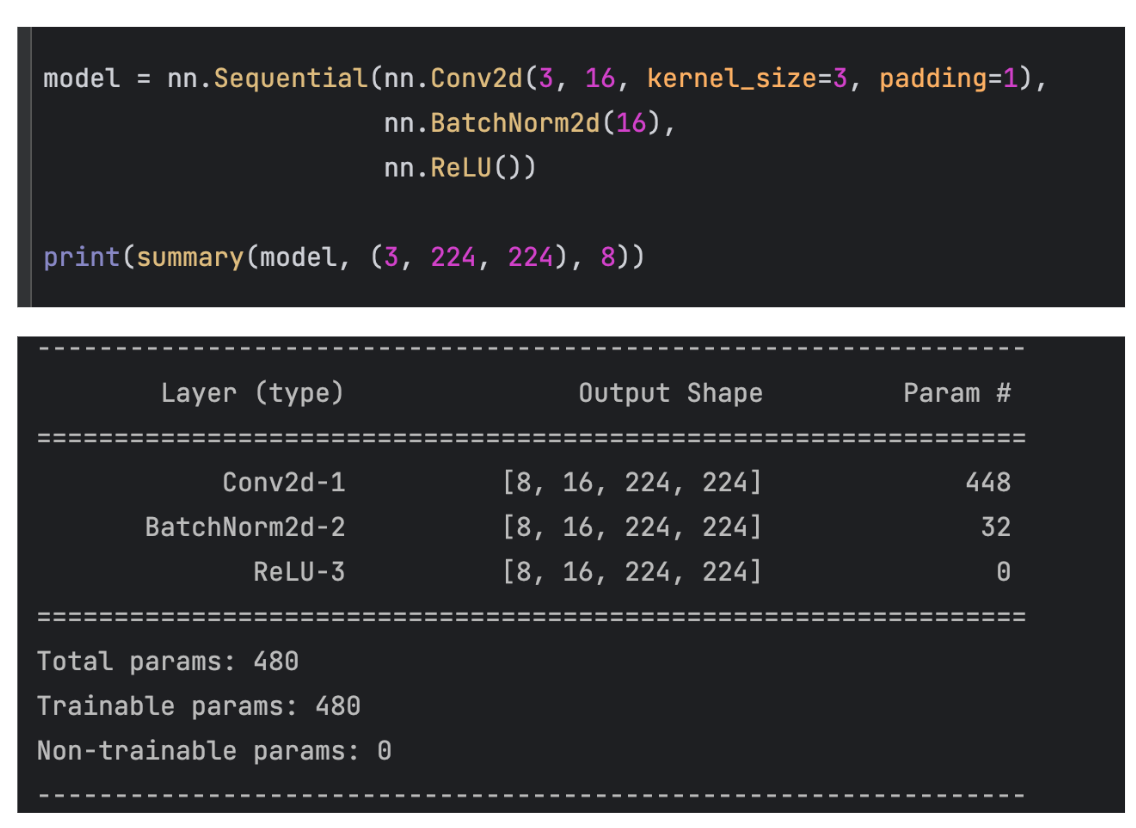 model = nn.Sequential(nn.Conv2d(3, 16, kernel_size=3, padding=1),
nn.BatchNorm2d(16),
nn.ReLU())
print(summary(model, (3, 224, 224), 8))
----------------------------------------------------------------
Layer (type) Output Shape Param #
================================================================
Conv2d-1 [8, 16, 224, 224] 448
BatchNorm2d-2 [8, 16, 224, 224] 32
ReLU-3 [8, 16, 224, 224] 0
================================================================
Total params: 480
Trainable params: 480
Non-trainable params: 0
----------------------------------------------------------------